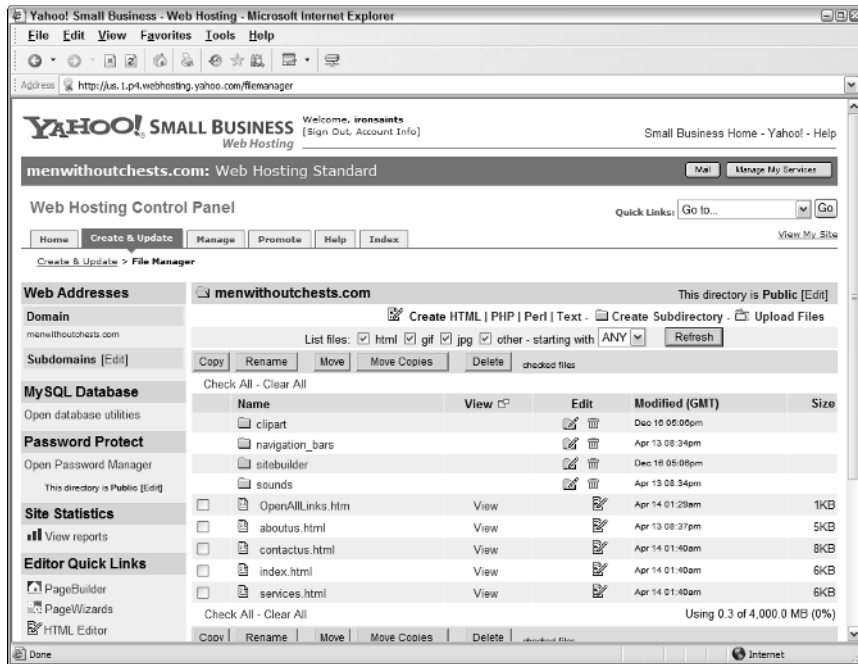 Yahoo! Small Business - Web Hosting - Microsoft Internet Explorer
File Edit View Favorites Tools Help
Address http://us.1.p4.webhosting.yahoo.com/filemanager
YAHOO! SMALL BUSINESS
Web Hosting
Welcome, ironsaints
[Sign Out, Account Info]
Small Business Home - Yahoo! - Help
menwithoutchests.com: Web Hosting Standard
Mail Manage My Services
Web Hosting Control Panel
Quick Links: Go to... Go
Home Create & Update Manage Promote Help Index
View My Site
Create & Update > File Manager
Web Addresses
Domain
menwithoutchests.com
Subdomains [Edit]
MySQL Database
Open database utilities
Password Protect
Open Password Manager
This directory is Public [Edit]
Site Statistics
View reports
Editor Quick Links
PageBuilder
PageWizards
HTML Editor
menwithoutchests.com This directory is Public [Edit]
Create HTML | PHP | Perl | Text - Create Subdirectory - Upload Files
List files: html gif jpg other - starting with ANY Refresh
Copy Rename Move Move Copies Delete checked files
Check All - Clear All
Name View Edit Modified (GMT) Size
clipart Dec 16 05:06pm
navigation_bars Apr 13 08:34pm
sitebuilder Dec 16 05:06pm
sounds Apr 13 08:34pm
OpenAllLinks.htm View Apr 14 01:29am 1KB
aboutus.html View Apr 13 08:37pm 5KB
contactus.html View Apr 14 01:40am 8KB
index.html View Apr 14 01:40am 6KB
services.html View Apr 14 01:40am 6KB
Check All - Clear All Using 0.3 of 4,000.0 MB (0%)
Copy Rename Move Move Copies Delete checked files
Done Internet